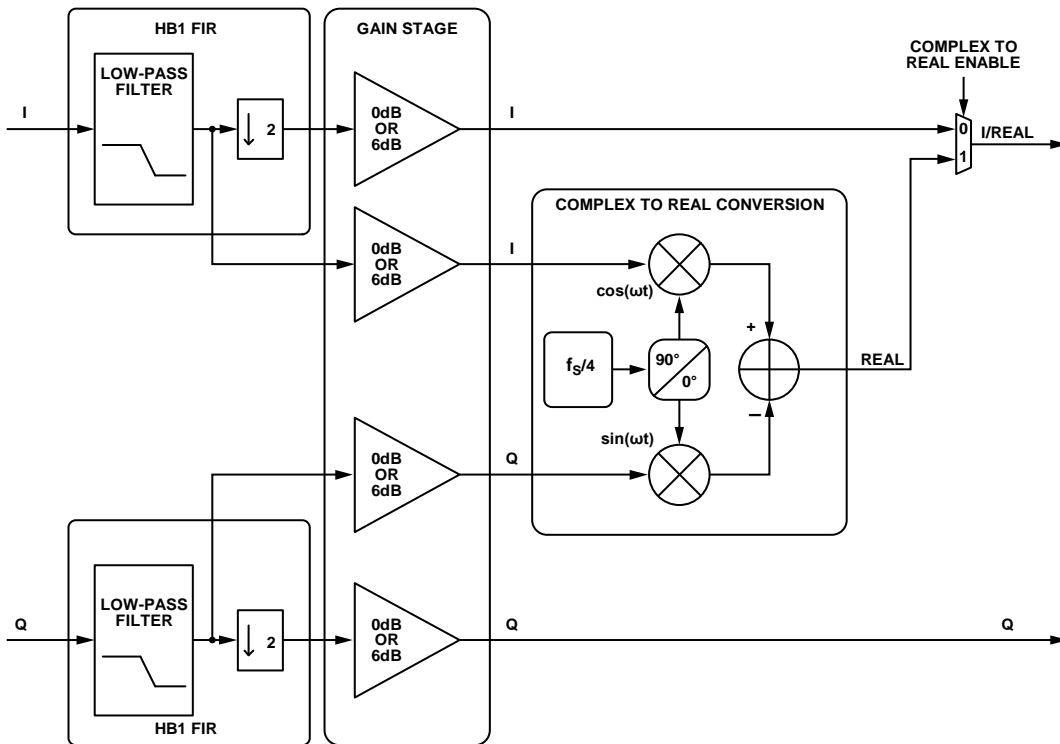 HB1 FIR
GAIN STAGE
LOW-PASS
FILTER
I
2
0dB
OR
6dB
I
COMPLEX TO
REAL ENABLE
0
1
I/REAL
0dB
OR
6dB
I
COMPLEX TO REAL CONVERSION
cos(ωt)
fS/4
90°
0°
+
–
REAL
sin(ωt)
0dB
OR
6dB
Q
LOW-PASS
FILTER
Q
2
0dB
OR
6dB
Q
Q
HB1 FIR